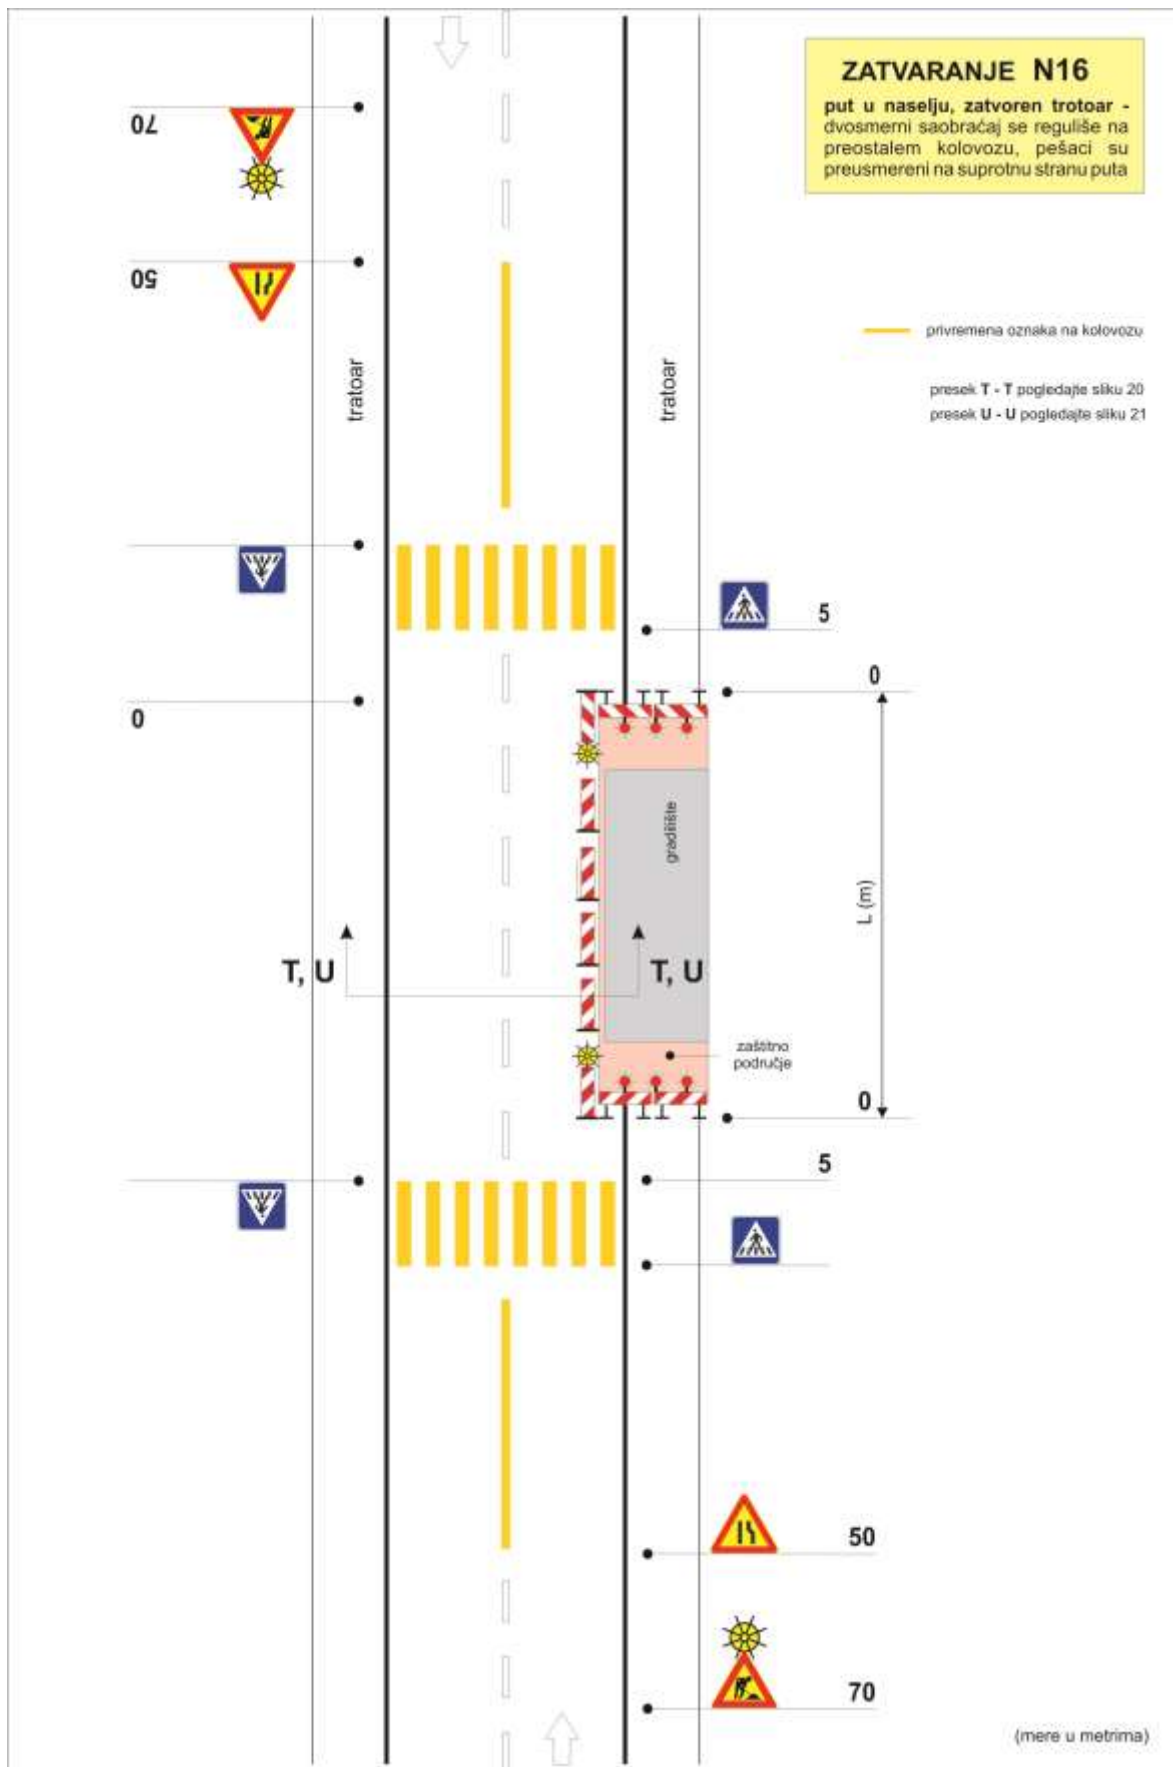 ZATVARANJE N16
put u naselju, zatvoren trotoar -
dvosmerni saobraćaj se reguliše na
preostalem kolovozu, pešaci su
preusmereni na suprotnu stranu puta
70
50
privremena oznaka na kolovozu
tratoar
tratoar
presek T - T pogledajte sliku 20
presek U - U pogledajte sliku 21
5
0
0
gradilište
L (m)
T, U
T, U
zaštitno
područje
0
5
50
70
(mere u metrima)